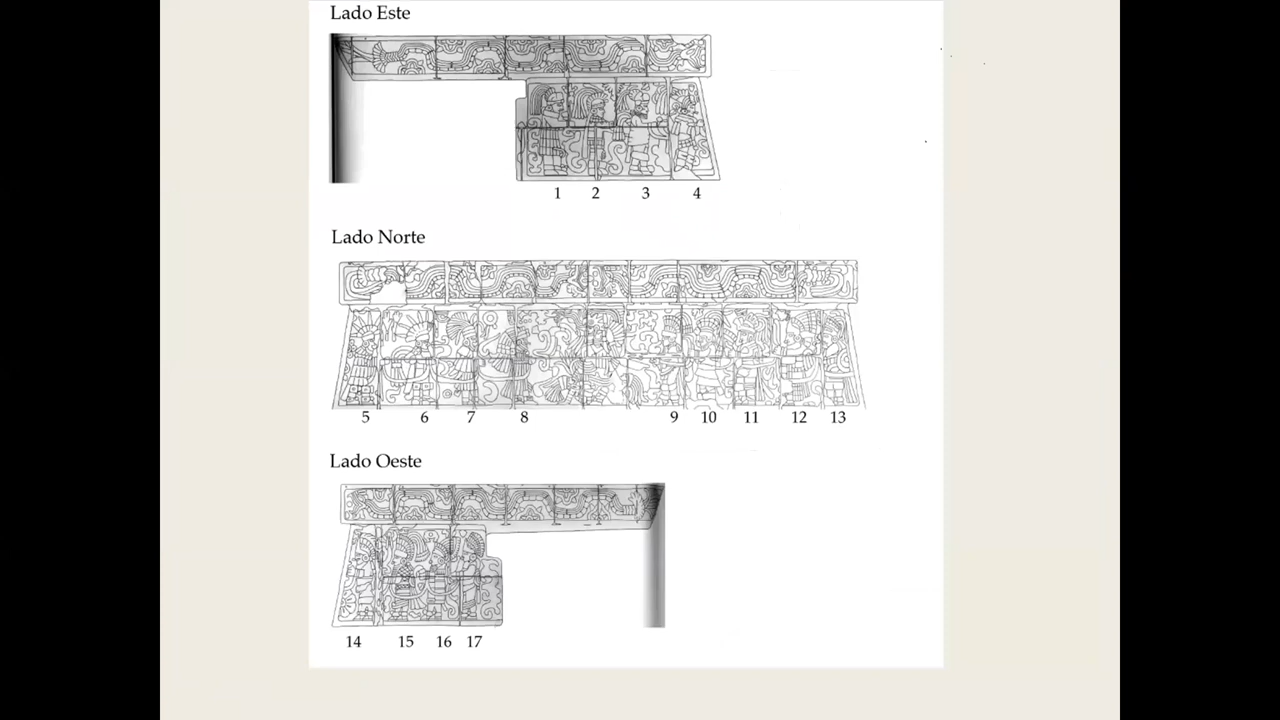 Lado Este
1 2 3 4
Lado Norte
5 6 7 8 9 10 11 12 13
Lado Oeste
14 15 16 17